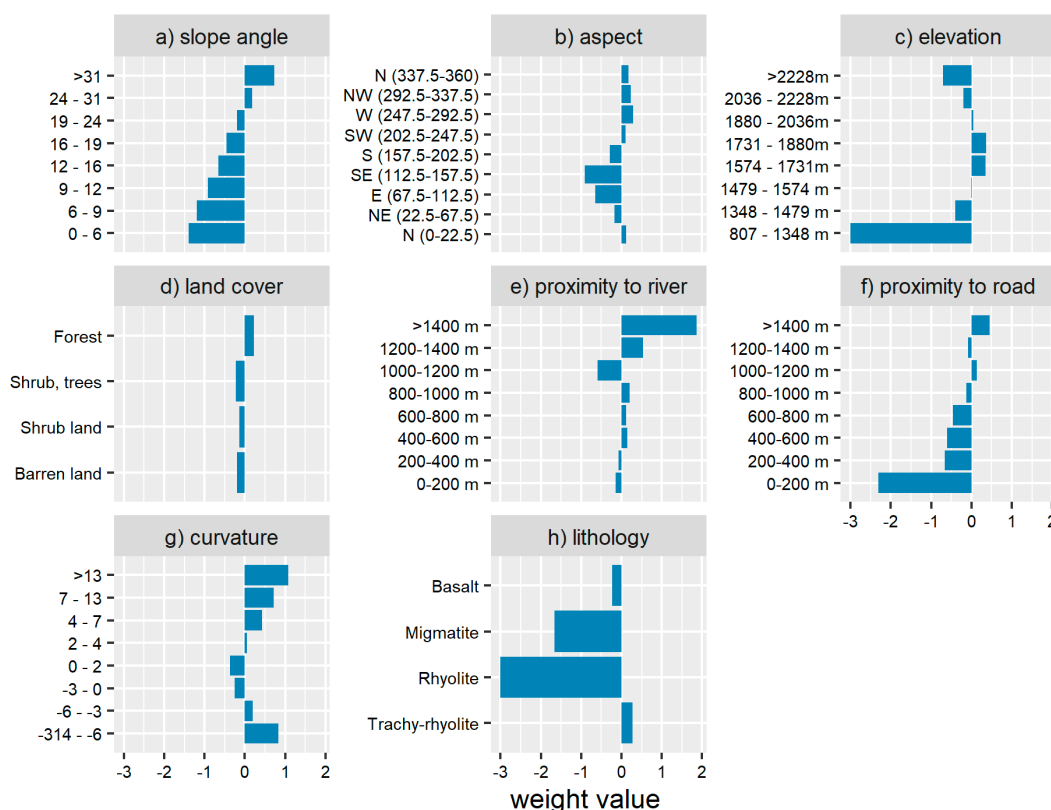 a) slope angle
>31
24 - 31
19 - 24
16 - 19
12 - 16
9 - 12
6 - 9
0 - 6
b) aspect
N (337.5-360)
NW (292.5-337.5)
W (247.5-292.5)
SW (202.5-247.5)
S (157.5-202.5)
SE (112.5-157.5)
E (67.5-112.5)
NE (22.5-67.5)
N (0-22.5)
c) elevation
>2228m
2036 - 2228m
1880 - 2036m
1731 - 1880m
1574 - 1731m
1479 - 1574 m
1348 - 1479 m
807 - 1348 m
d) land cover
Forest
Shrub, trees
Shrub land
Barren land
e) proximity to river
>1400 m
1200-1400 m
1000-1200 m
800-1000 m
600-800 m
400-600 m
200-400 m
0-200 m
f) proximity to road
>1400 m
1200-1400 m
1000-1200 m
800-1000 m
600-800 m
400-600 m
200-400 m
0-200 m
-3 -2 -1 0 1 2
g) curvature
>13
7 - 13
4 - 7
2 - 4
0 - 2
-3 - 0
-6 - -3
-314 - -6
-3 -2 -1 0 1 2
h) lithology
Basalt
Migmatite
Rhyolite
Trachy-rhyolite
-3 -2 -1 0 1 2
weight value